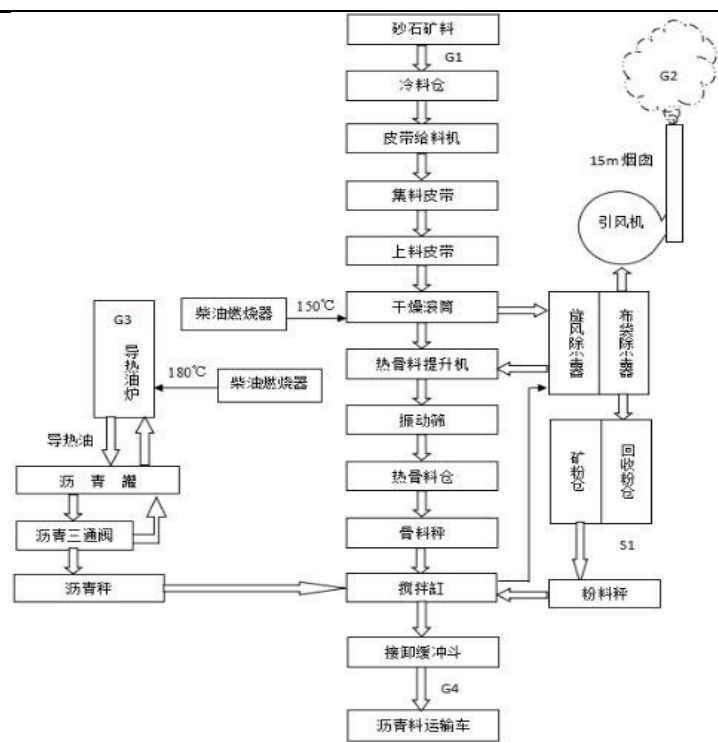 砂石矿料
G1
G2
冷料仓
皮带给料机
15m 烟囱
集料皮带
引风机
上料皮带
柴油燃烧器
150℃
干燥滚筒
旋风除尘器
布袋除尘器
G3
导热油炉
热骨料提升机
180℃
柴油燃烧器
振动筛
导热油
沥 青 罐
热骨料仓
矿粉仓
回收粉仓
沥青三通阀
骨料秤
S1
沥青秤
搅拌缸
粉料秤
接卸缓冲斗
G4
沥青料运输车